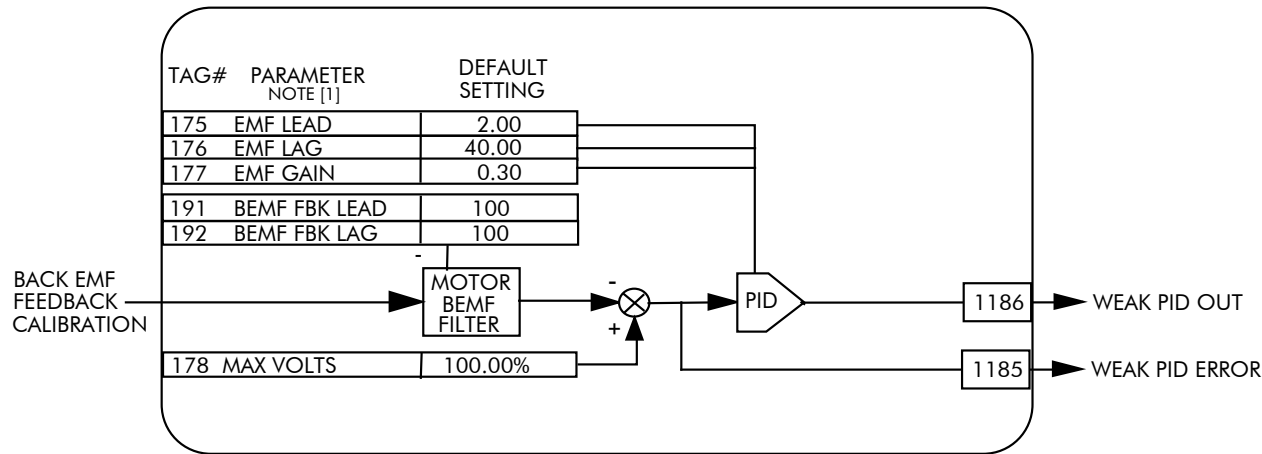 TAG# PARAMETER DEFAULT
NOTE [1] SETTING
175 EMF LEAD 2.00
176 EMF LAG 40.00
177 EMF GAIN 0.30
191 BEMF FBK LEAD 100
192 BEMF FBK LAG 100
-
BACK EMF
FEEDBACK
CALIBRATION
MOTOR
BEMF
FILTER
-
+
PID
1186 WEAK PID OUT
178 MAX VOLTS 100.00%
1185 WEAK PID ERROR